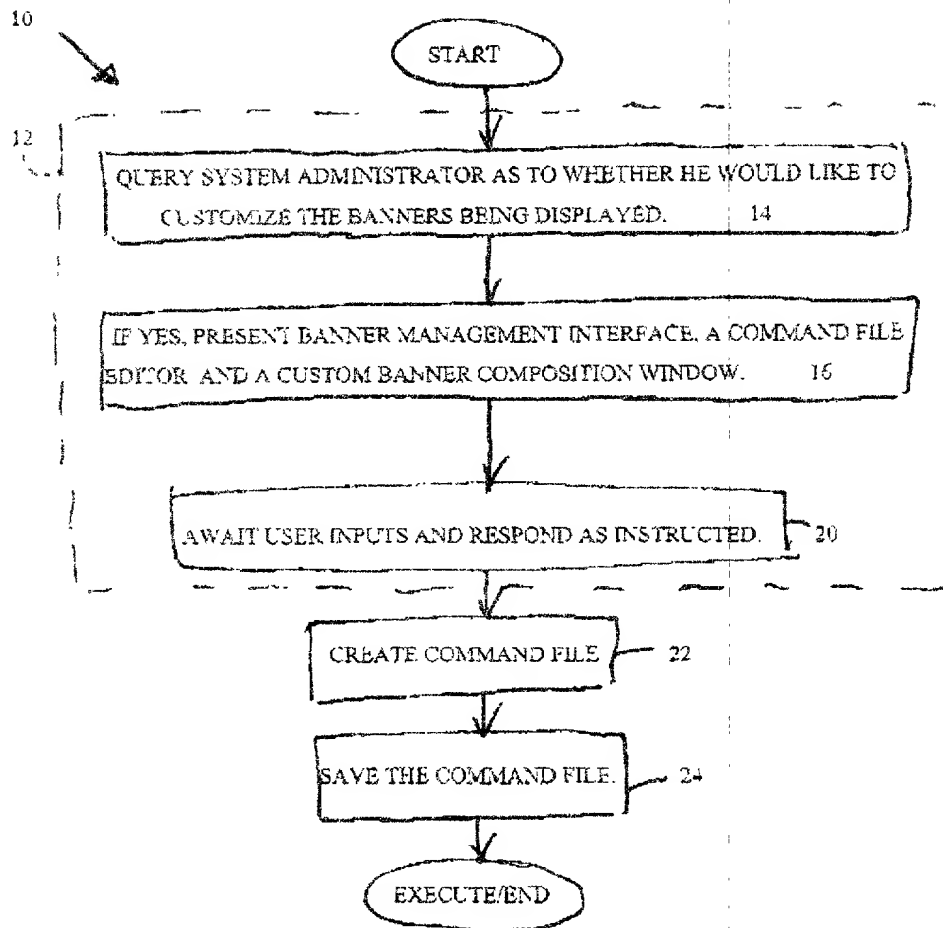 10
START
12
QUERY SYSTEM ADMINISTRATOR AS TO WHETHER HE WOULD LIKE TO
CUSTOMIZE THE BANNERS BEING DISPLAYED. 14
IF YES, PRESENT BANNER MANAGEMENT INTERFACE, A COMMAND FILE
EDITOR AND A CUSTOM BANNER COMPOSITION WINDOW. 16
AWAIT USER INPUTS AND RESPOND AS INSTRUCTED. 20
CREATE COMMAND FILE 22
SAVE THE COMMAND FILE. 24
EXECUTE/END